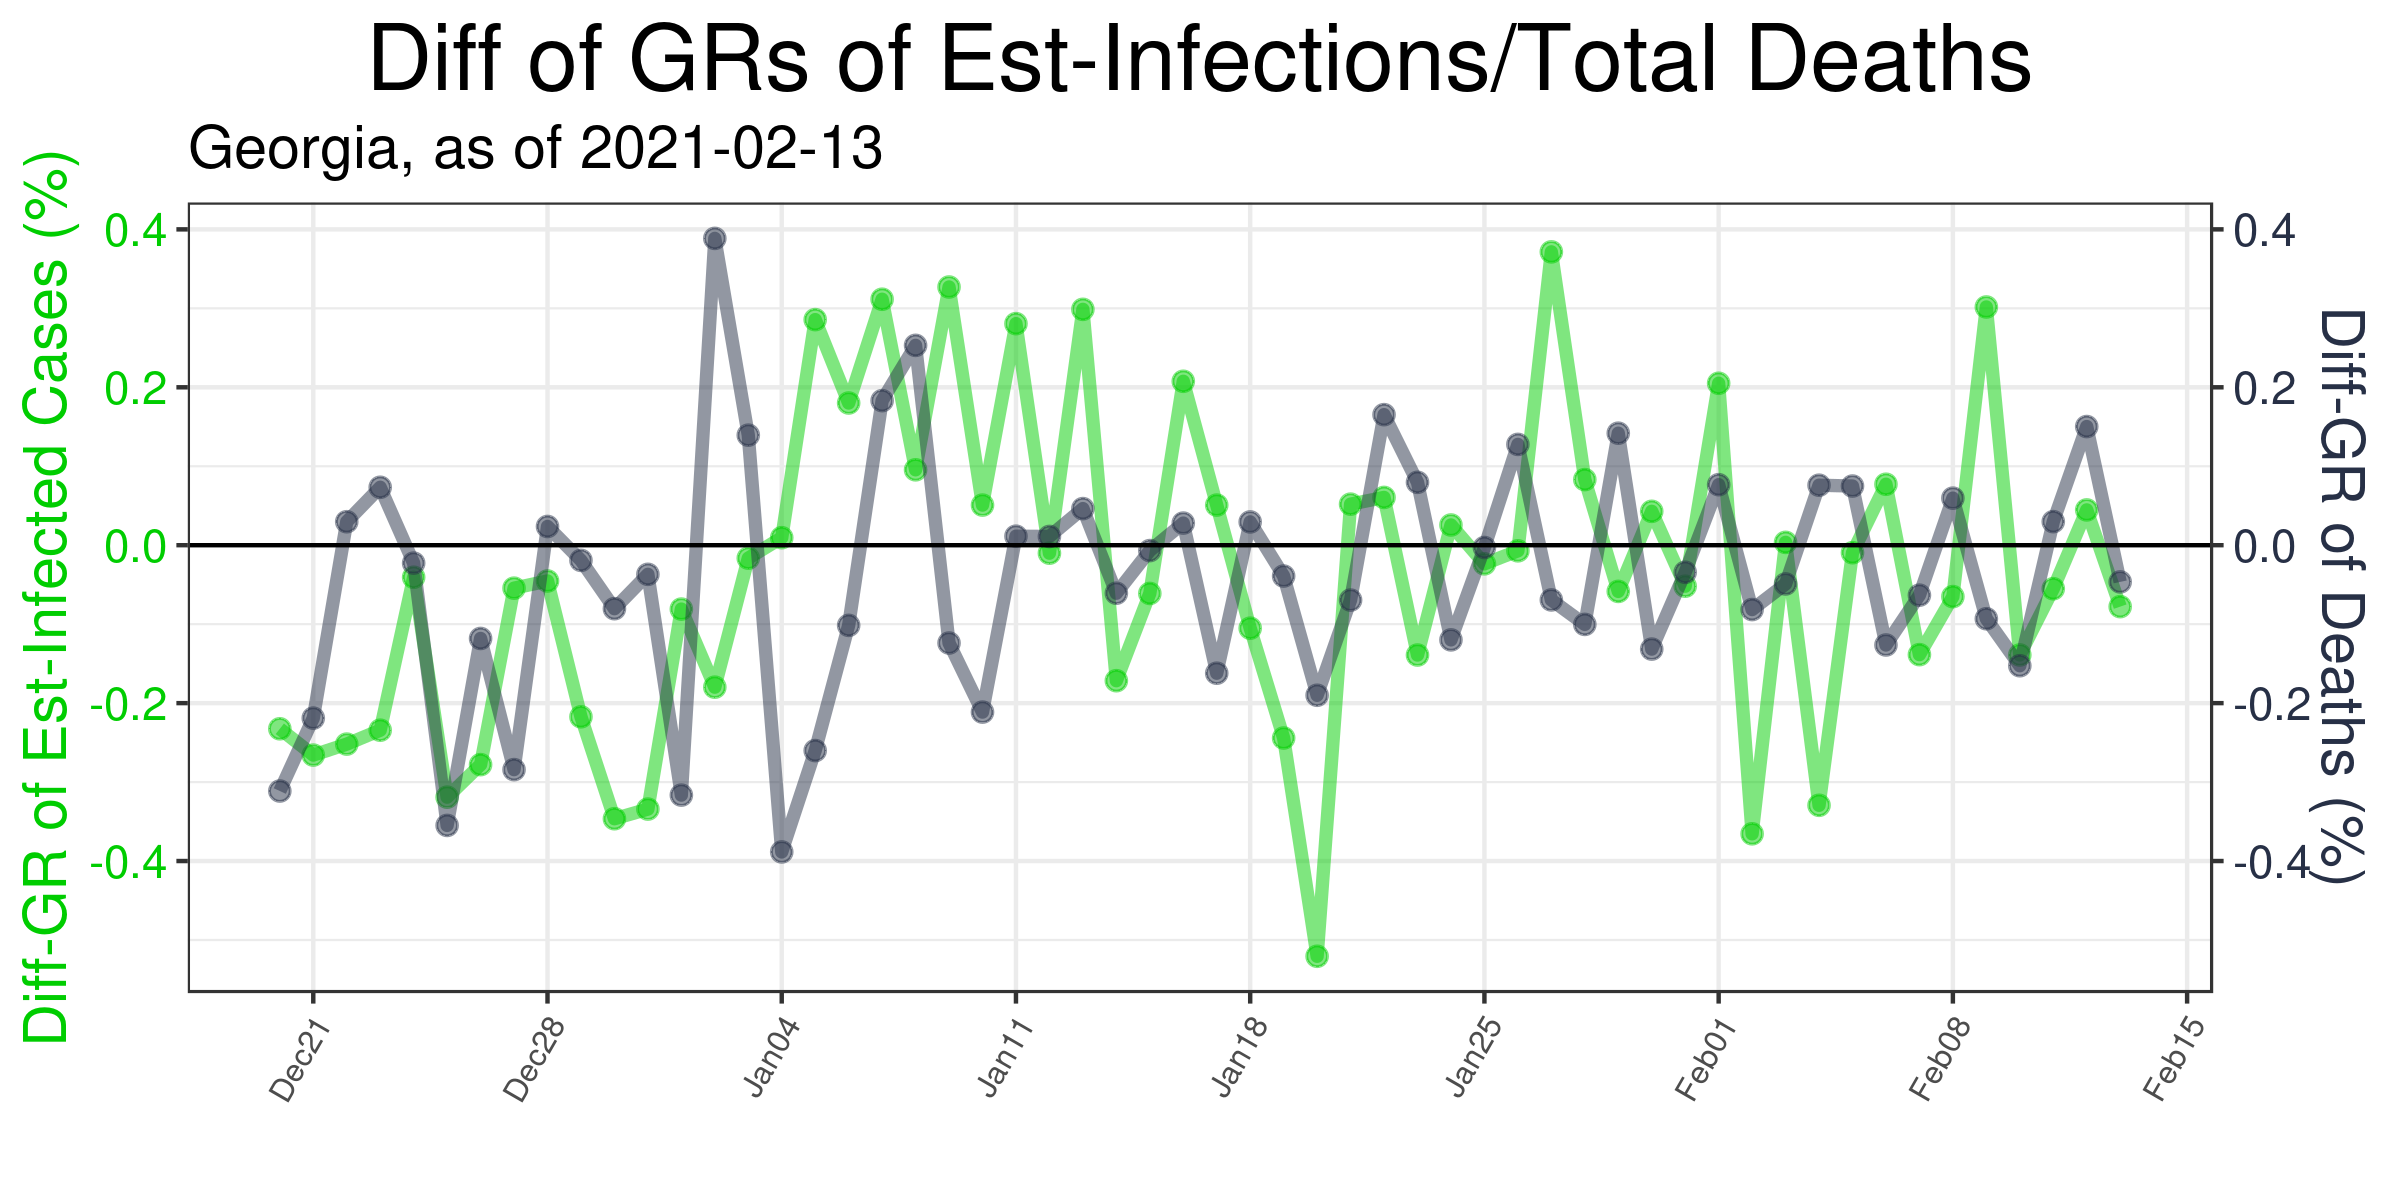 Diff of GRs of Est-Infections/Total Deaths
Georgia, as of 2021-02-13
Diff-GR of Est-Infected Cases (%)
0.4
0.2
0.0
-0.2
-0.4
0.4
0.2
0.0
-0.2
-0.4
Diff-GR of Deaths (%)
Dec21
Dec28
Jan04
Jan11
Jan18
Jan25
Feb01
Feb08
Feb15